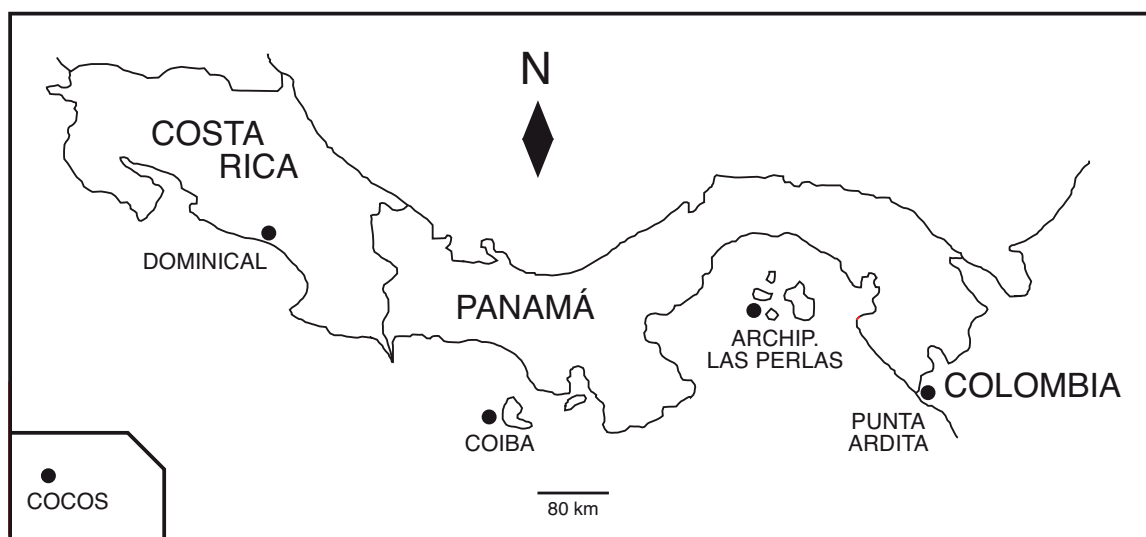 N
COSTA
RICA
DOMINICAL
PANAMÁ
ARCHIP.
LAS PERLAS
COLOMBIA
PUNTA
ARDITA
COIBA
COCOS
80 km